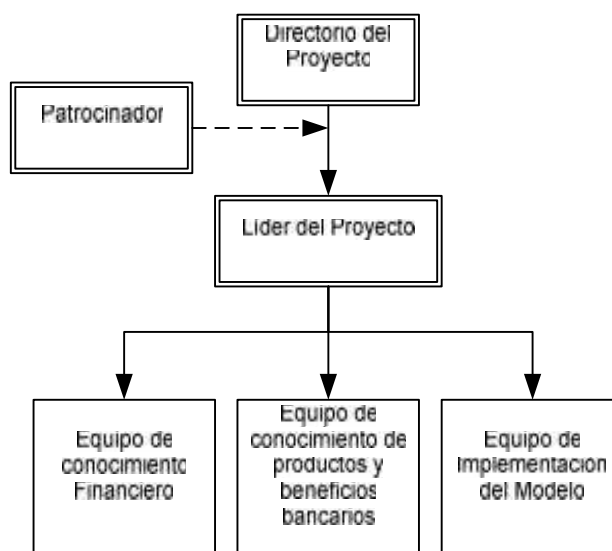 Directorio del
Proyecto
Patrocinador
Lider del Proyecto
Equipo de
conocimiento
Financiero
Equipo de
conocimiento de
productos y
beneficios
bancarios
Equipo de
Implementación
del Modelo